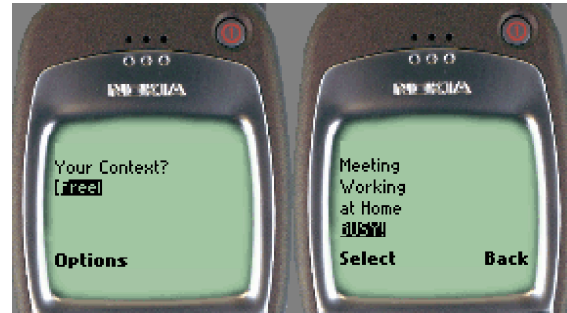 NOKIA
Your Context?
[Free]
Options
NOKIA
Meeting
Working
at Home
BUSY!
Select Back